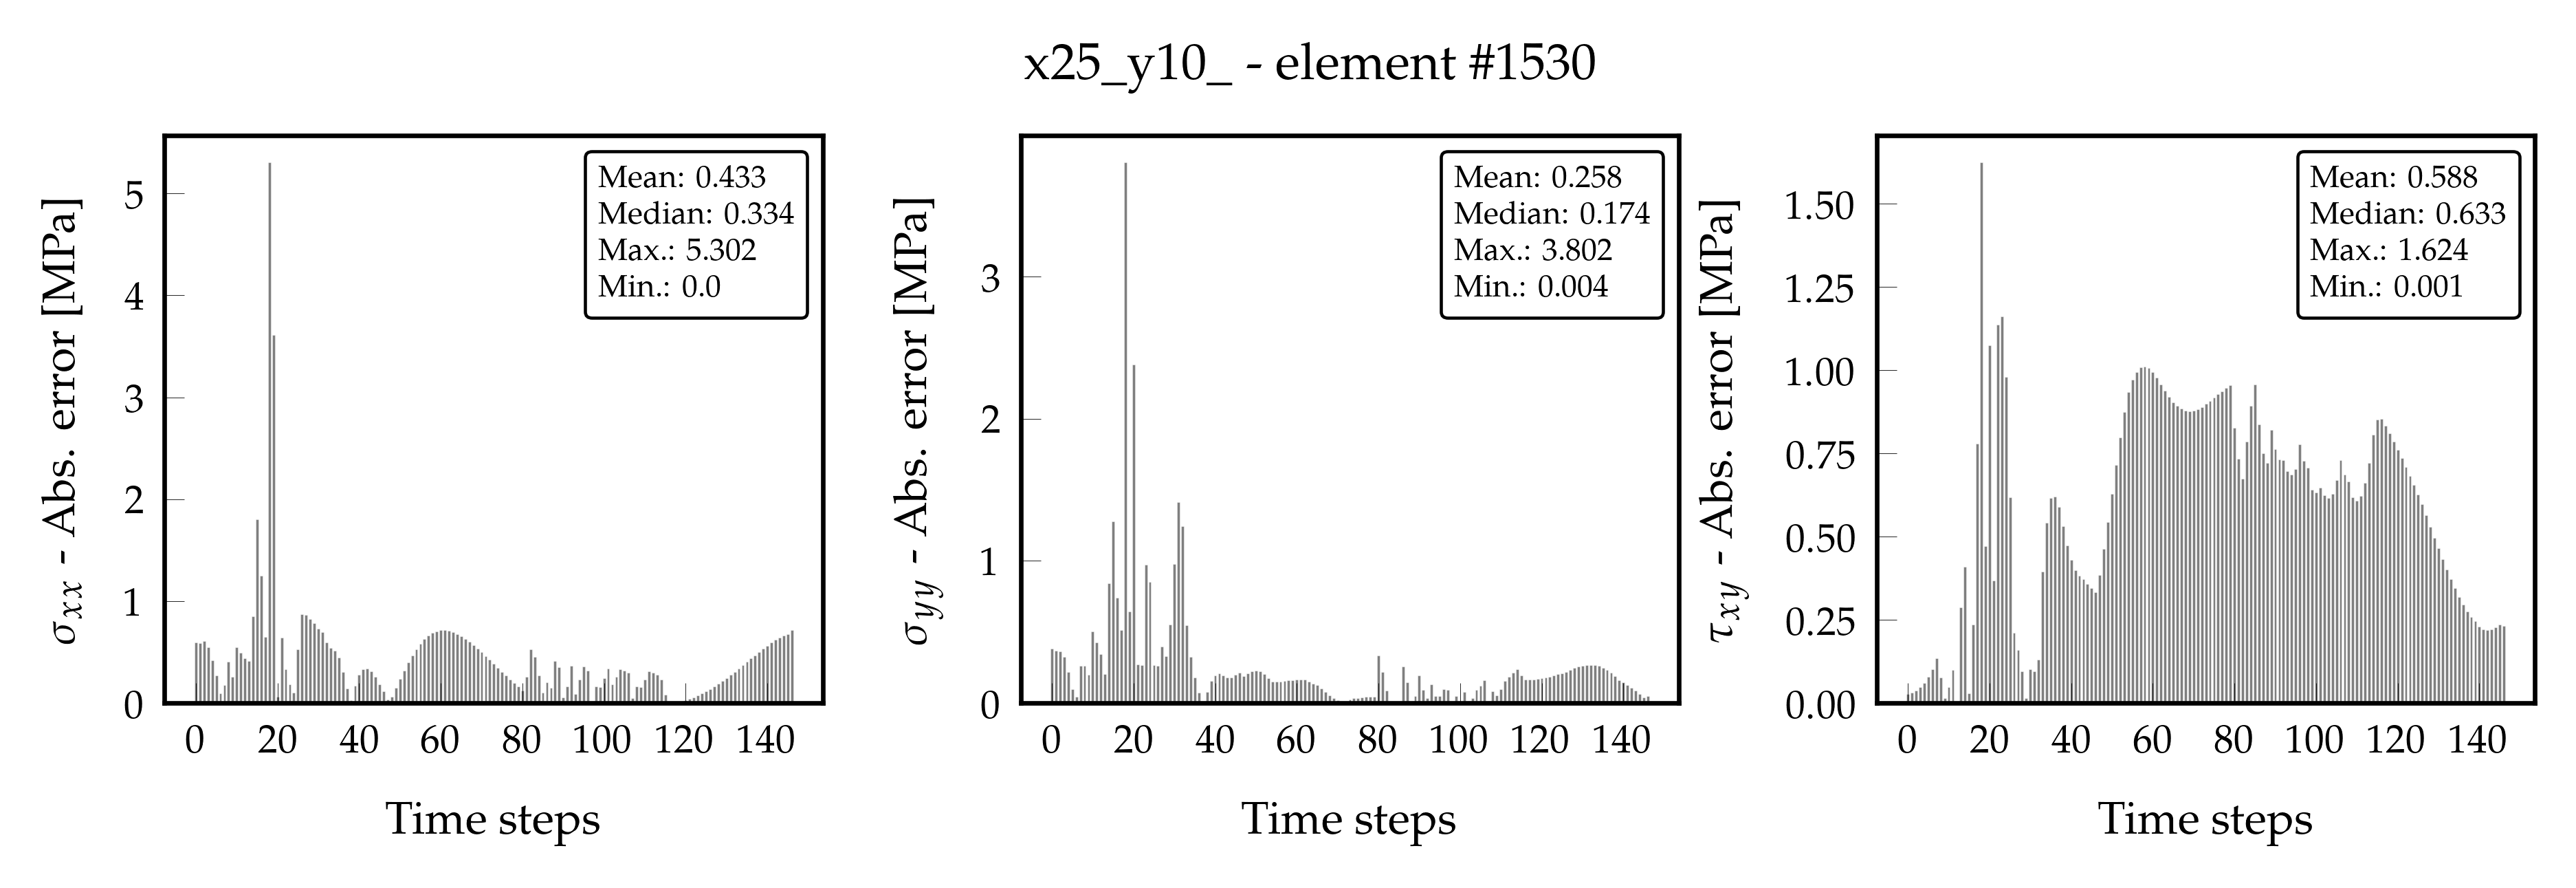 x25_y10_ - element #1530
σxx - Abs. error [MPa]
5
4
3
2
1
0
0 20 40 60 80 100 120 140
Time steps
Mean: 0.433
Median: 0.334
Max.: 5.302
Min.: 0.0
σyy - Abs. error [MPa]
3
2
1
0
0 20 40 60 80 100 120 140
Time steps
Mean: 0.258
Median: 0.174
Max.: 3.802
Min.: 0.004
τxy - Abs. error [MPa]
1.50
1.25
1.00
0.75
0.50
0.25
0.00
0 20 40 60 80 100 120 140
Time steps
Mean: 0.588
Median: 0.633
Max.: 1.624
Min.: 0.001